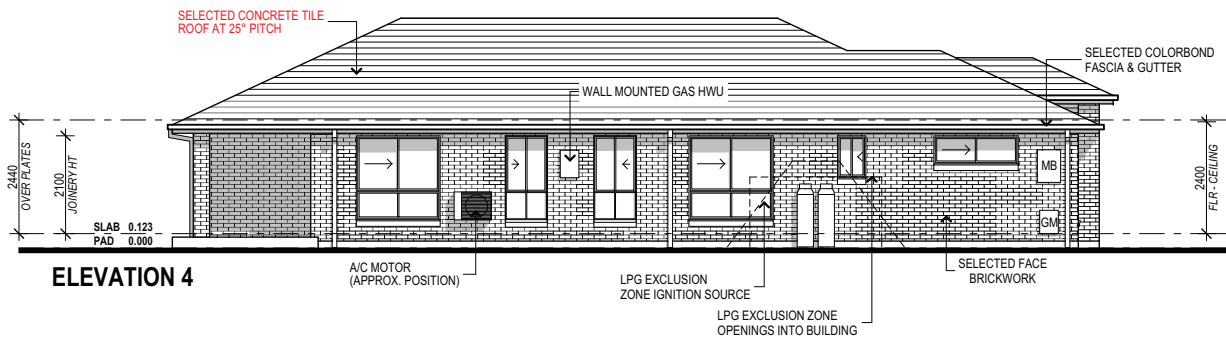 SELECTED CONCRETE TILE
ROOF AT 25° PITCH
SELECTED COLORBOND
FASCIA & GUTTER
WALL MOUNTED GAS HWU
2440
OVER PLATES
2100
JOINERY HT
2400
FLR - CEILING
MB
GM
SLAB 0.123
PAD 0.000
ELEVATION 4
A/C MOTOR
(APPROX. POSITION)
LPG EXCLUSION
ZONE IGNITION SOURCE
SELECTED FACE
BRICKWORK
LPG EXCLUSION ZONE
OPENINGS INTO BUILDING